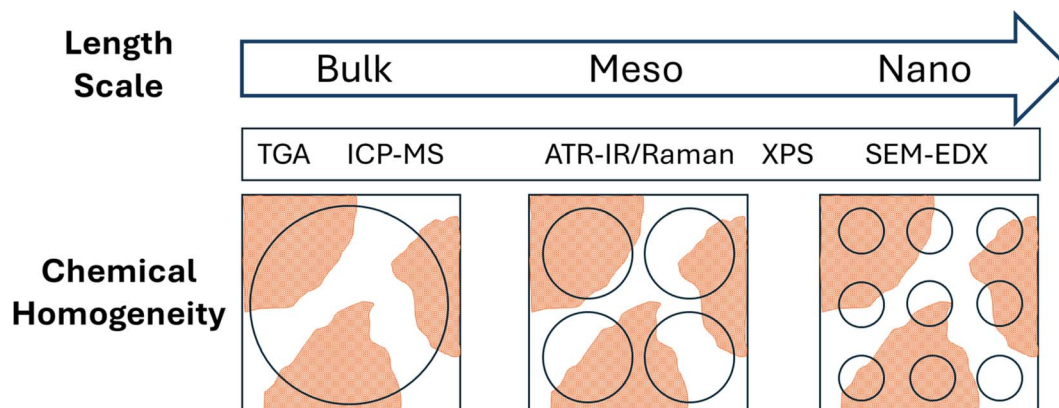 Length
Scale
Bulk Meso Nano
TGA ICP-MS ATR-IR/Raman XPS SEM-EDX
Chemical
Homogeneity